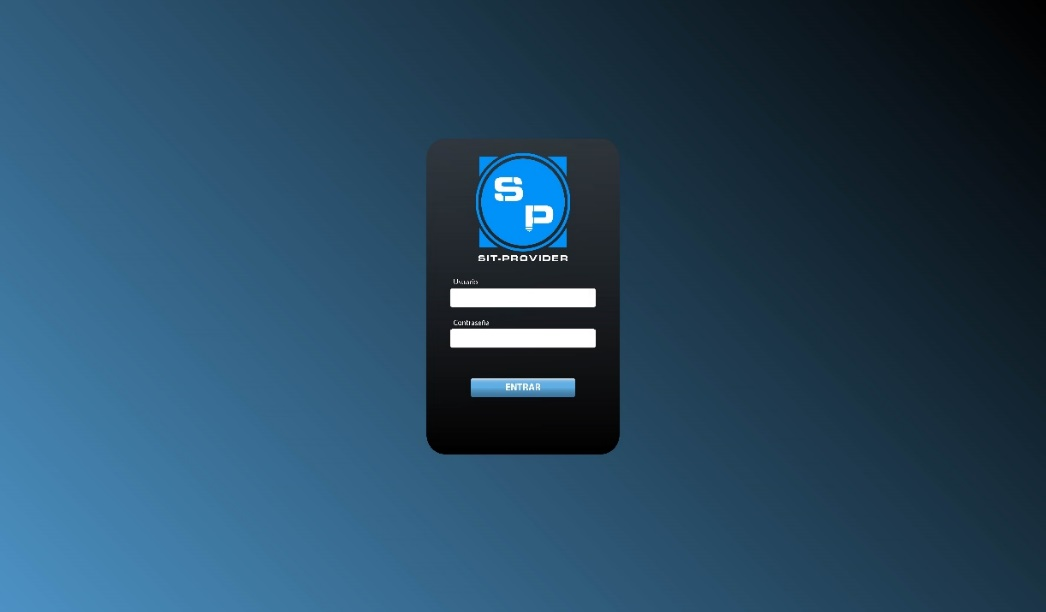 SP
SIT-PROVIDER
Usuario
Contraseña
ENTRAR